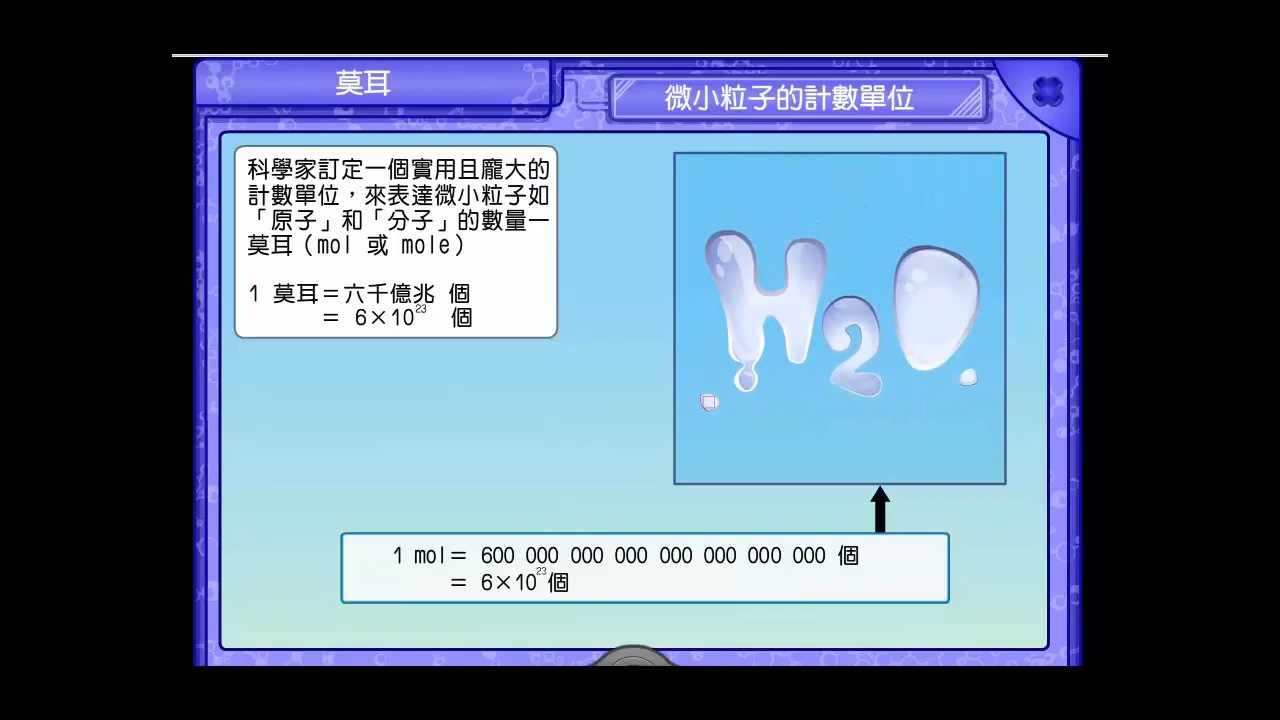 莫耳
微小粒子的計數單位
科學家訂定一個實用且龐大的
計數單位，來表達微小粒子如
「原子」和「分子」的數量一
莫耳（mol 或 mole）
1 莫耳＝六千億兆 個
＝ 6×10²³ 個
H₂O
1 mol＝ 600 000 000 000 000 000 000 000 個
＝ 6×10²³個